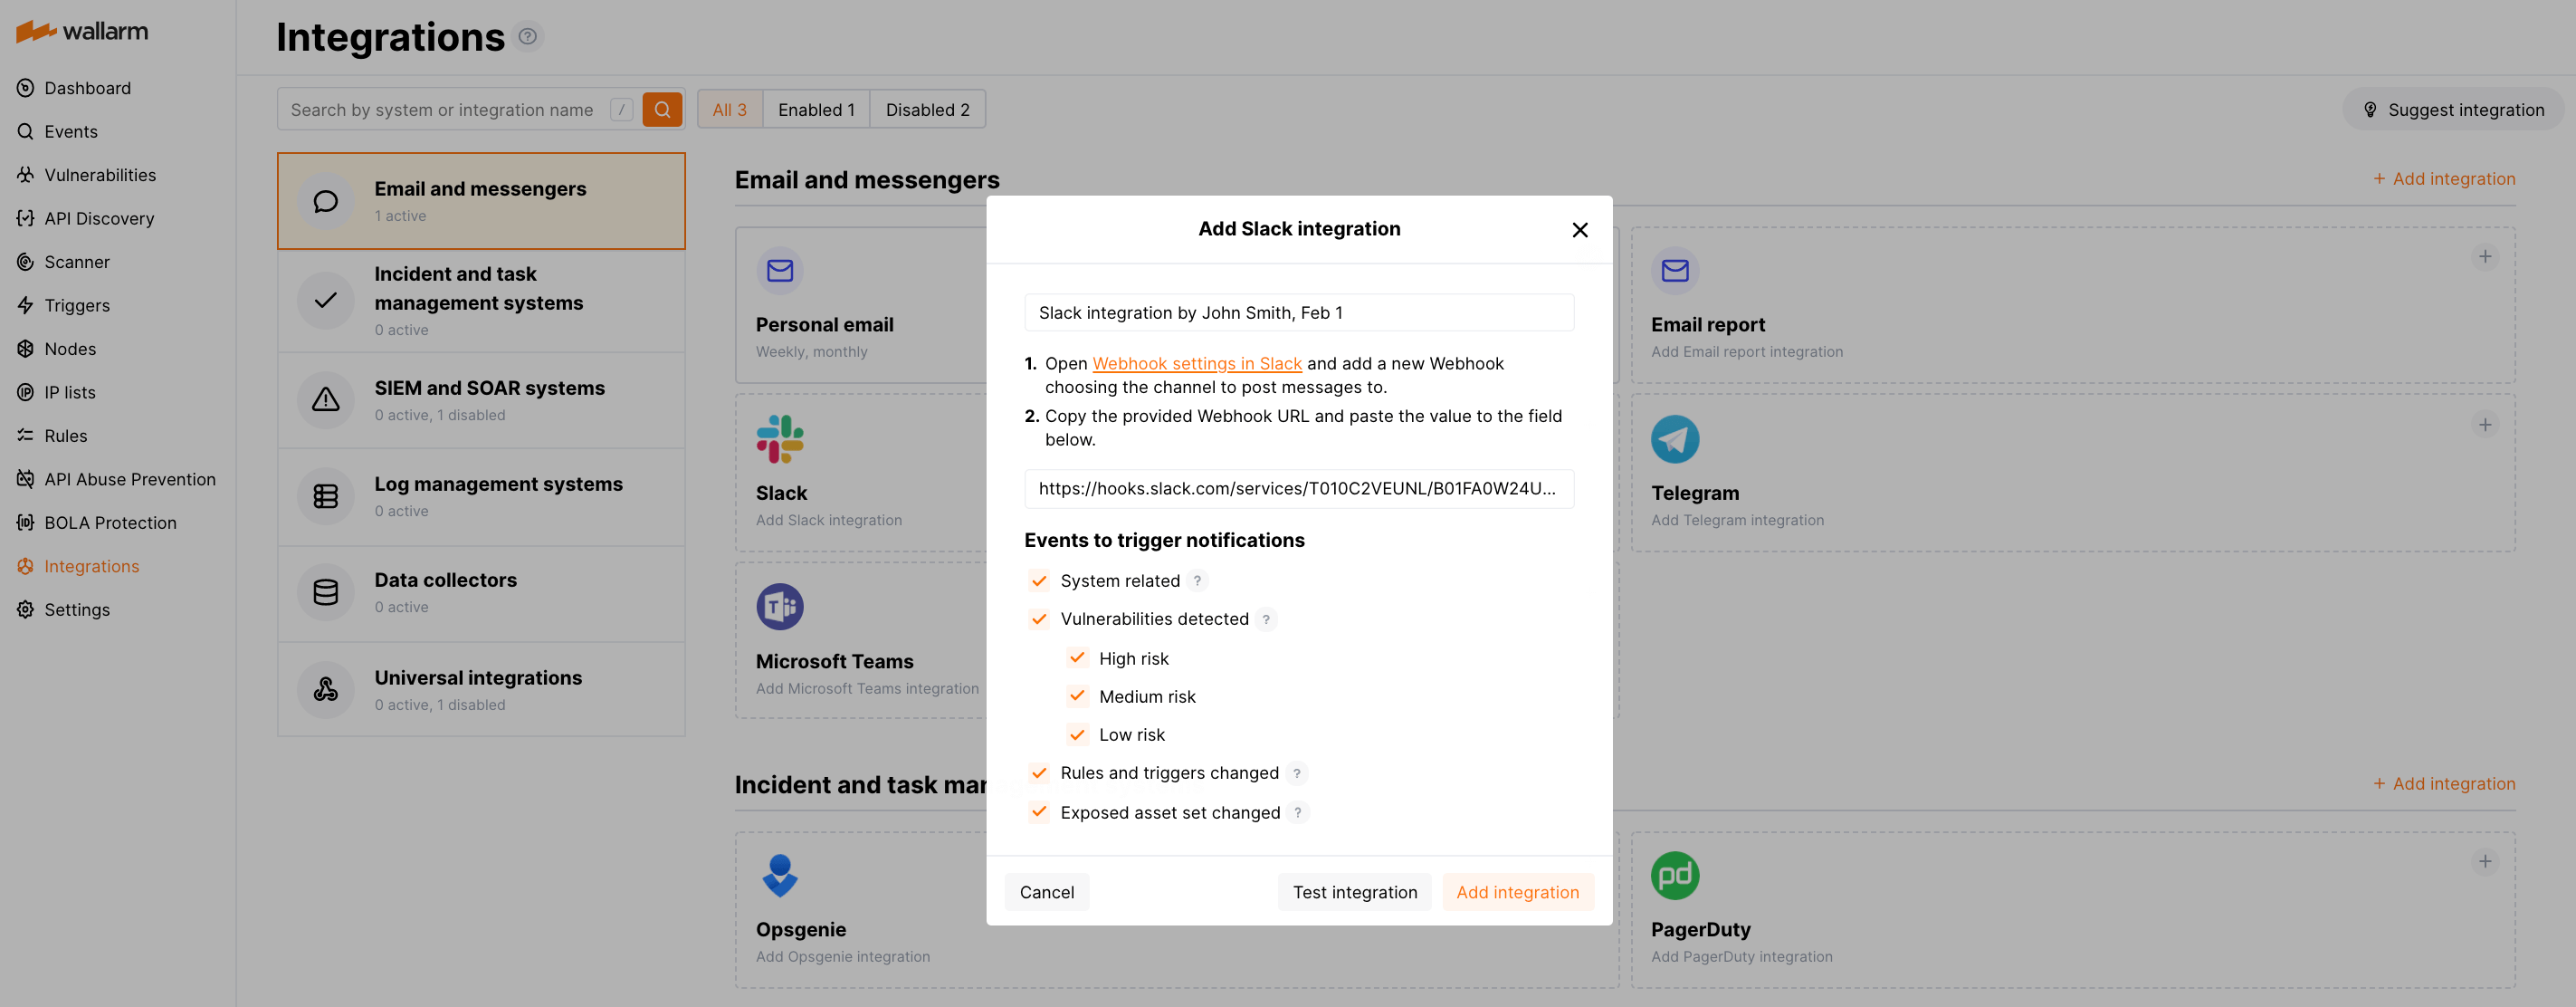 wallarm
Dashboard
Events
Vulnerabilities
API Discovery
Scanner
Triggers
Nodes
IP lists
Rules
API Abuse Prevention
BOLA Protection
Integrations
Settings
Integrations ?
Search by system or integration name /
All 3 Enabled 1 Disabled 2
Suggest integration
Email and messengers
1 active
Incident and task
management systems
0 active
SIEM and SOAR systems
0 active, 1 disabled
Log management systems
0 active
Data collectors
0 active
Universal integrations
0 active, 1 disabled
Email and messengers
+ Add integration
Personal email
Weekly, monthly
Email report
Add Email report integration
Slack
Add Slack integration
Telegram
Add Telegram integration
Microsoft Teams
Add Microsoft Teams integration
Incident and task
+ Add integration
Opsgenie
Add Opsgenie integration
pd
PagerDuty
Add PagerDuty integration
Add Slack integration
Slack integration by John Smith, Feb 1
1. Open Webhook settings in Slack and add a new Webhook
choosing the channel to post messages to.
2. Copy the provided Webhook URL and paste the value to the field
below.
https://hooks.slack.com/services/T010C2VEUNL/B01FA0W24U...
Events to trigger notifications
System related ?
Vulnerabilities detected ?
High risk
Medium risk
Low risk
Rules and triggers changed ?
Exposed asset set changed ?
Cancel Test integration Add integration